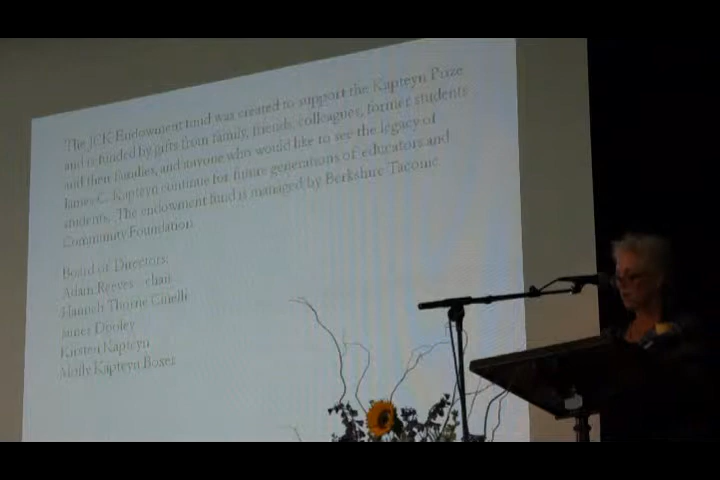 The JCK Endowment fund was created to support the Kapteyn Prize
and is funded by gifts from family, friends, colleagues, former students
and their families, and anyone who would like to see the legacy of
James C. Kapteyn continue for future generations of educators and
students. The endowment fund is managed by Berkshire Taconic
Community Foundation
Board of Directors:
Adam Reeves - chair
Hannah Thorne Cinelli
James Dooley
Kirsten Kapteyn
Molly Kapteyn Boser